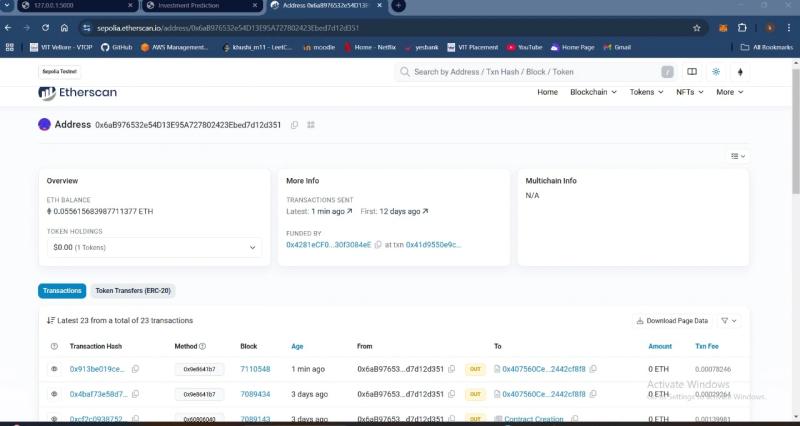 127.0.0.1:5000
Investment Prediction
Address 0x6aB976532e54D13E95
sepolia.etherscan.io/address/0x6aB976532e54D13E95A727802423Ebed7d12d351
VIT Vellore - VTOP
GitHub
AWS Management...
khushi_m11 - LeetC...
moodle
Home - Netflix
yesbank
VIT Placement
YouTube
Home Page
Gmail
All Bookmarks
Sepolia Testnet
Search by Address / Txn Hash / Block / Token
/
Etherscan
Home Blockchain Tokens NFTs More
Address 0x6aB976532e54D13E95A727802423Ebed7d12d351
Overview
ETH BALANCE
0.055615683987711377 ETH
TOKEN HOLDINGS
$0.00 (1 Tokens)
More Info
TRANSACTIONS SENT
Latest: 1 min ago First: 12 days ago
FUNDED BY
0x4281eCF0...30f3084eE at txn 0x41d9550e9c...
Multichain Info
N/A
Transactions
Token Transfers (ERC-20)
Latest 23 from a total of 23 transactions
Download Page Data
Transaction Hash Method Block Age From To Amount Txn Fee
0x913be019ce... 0x9e8641b7 7110548 1 min ago 0x6aB97653...d7d12d351 OUT 0x407560Ce...2442cf8f8 0 ETH 0.00078246
0x4baf73e58d7... 0x9e8641b7 7089434 3 days ago 0x6aB97653...d7d12d351 OUT 0x407560Ce...2442cf8f8 0 ETH 0.00029264
0xcf2c0938752... 0x60806040 7089143 3 days ago 0x6aB97653...d7d12d351 OUT Contract Creation 0 ETH 0.00139981
Activate Windows
Go to Settings to activate Windows.